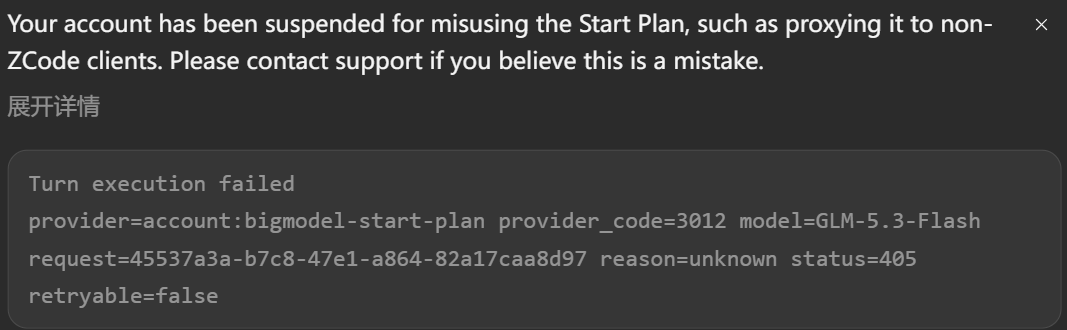 Your account has been suspended for misusing the Start Plan, such as proxying it to non-
ZCode clients. Please contact support if you believe this is a mistake.
展开详情
Turn execution failed
provider=account:bigmodel-start-plan provider_code=3012 model=GLM-5.3-Flash
request=45537a3a-b7c8-47e1-a864-82a17caa8d97 reason=unknown status=405
retryable=false